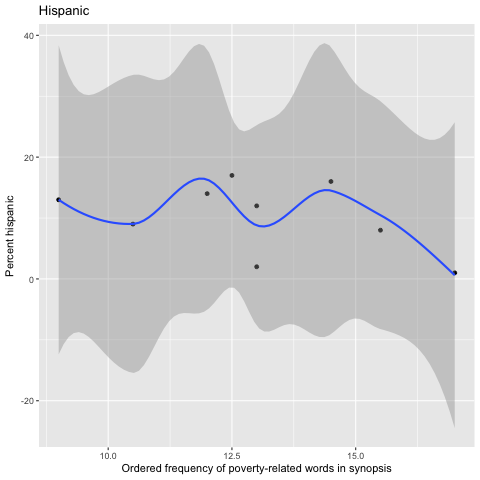 Hispanic
40
20
0
-20
Percent hispanic
10.0 12.5 15.0
Ordered frequency of poverty-related words in synopsis